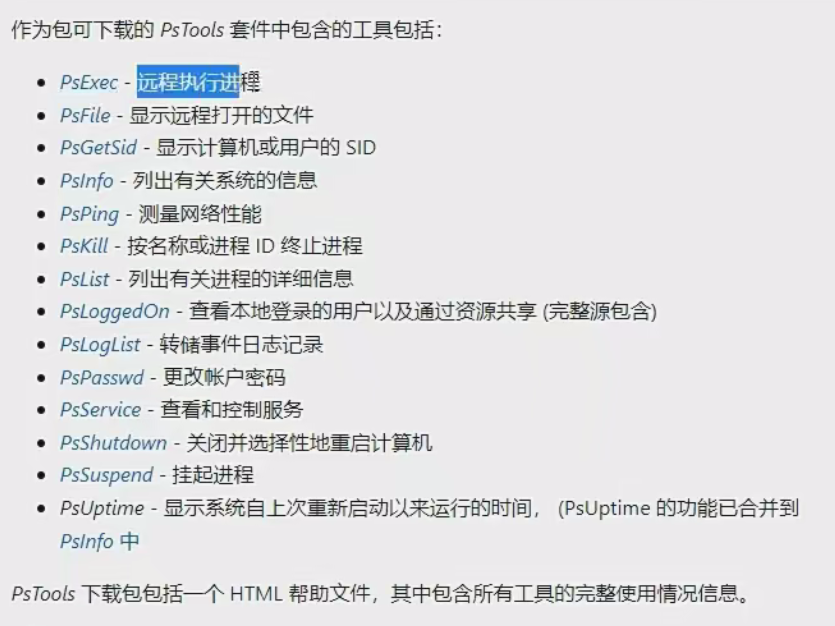 作为包可下载的 PsTools 套件中包含的工具包括：
PsExec - 远程执行进程
PsFile - 显示远程打开的文件
PsGetSid - 显示计算机或用户的 SID
PsInfo - 列出有关系统的信息
PsPing - 测量网络性能
PsKill - 按名称或进程 ID 终止进程
PsList - 列出有关进程的详细信息
PsLoggedOn - 查看本地登录的用户以及通过资源共享 (完整源包含)
PsLogList - 转储事件日志记录
PsPasswd - 更改帐户密码
PsService - 查看和控制服务
PsShutdown - 关闭并选择性地重启计算机
PsSuspend - 挂起进程
PsUptime - 显示系统自上次重新启动以来运行的时间， (PsUptime 的功能已合并到
PsInfo 中
PsTools 下载包包括一个 HTML 帮助文件，其中包含所有工具的完整使用情况信息。